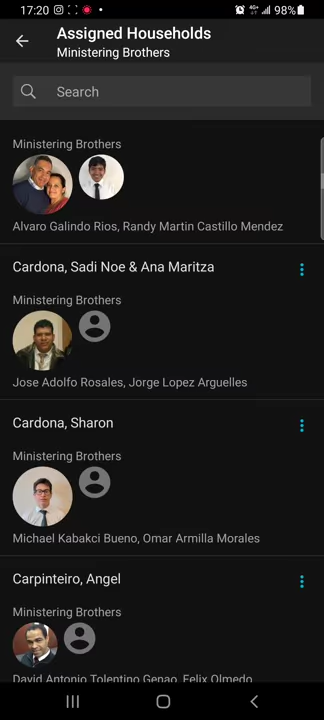 17:20
4G+
98%
Assigned Households
Ministering Brothers
Search
Ministering Brothers
Alvaro Galindo Rios, Randy Martin Castillo Mendez
Cardona, Sadi Noe & Ana Maritza
Ministering Brothers
Jose Adolfo Rosales, Jorge Lopez Arguelles
Cardona, Sharon
Ministering Brothers
Michael Kabakci Bueno, Omar Armilla Morales
Carpinteiro, Angel
Ministering Brothers
David Antonio Tolentino Genao, Felix Olmedo